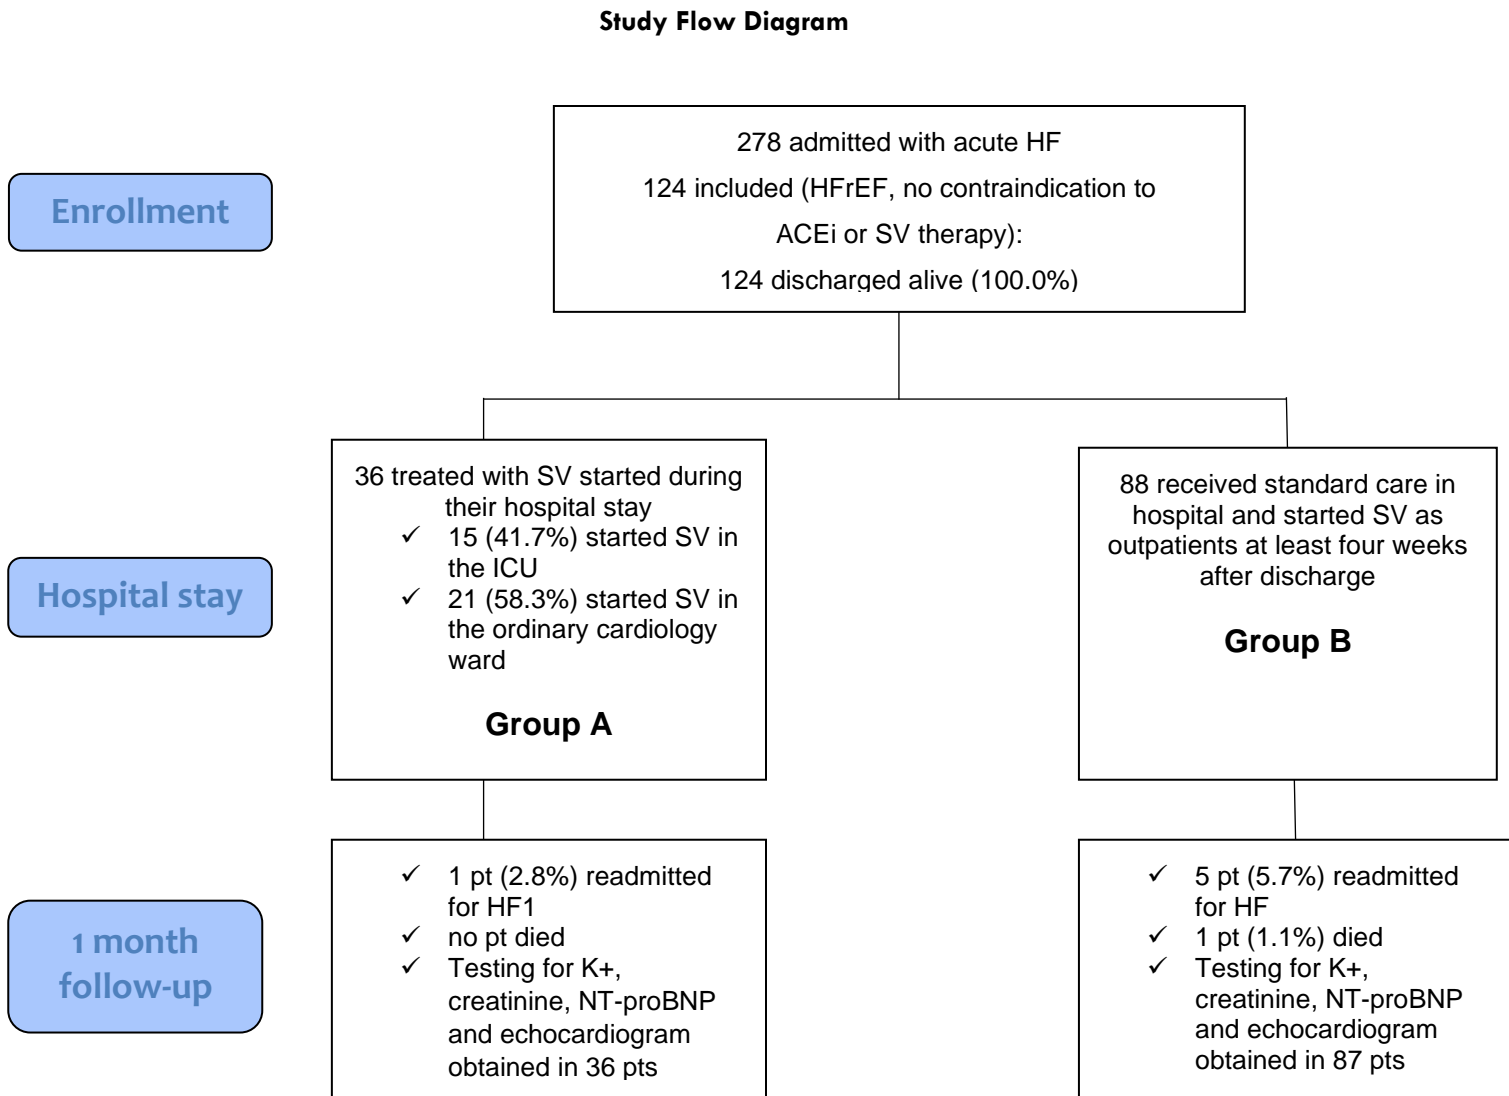 Study Flow Diagram
Enrollment
278 admitted with acute HF
124 included (HFrEF, no contraindication to
ACEi or SV therapy):
124 discharged alive (100.0%)
Hospital stay
36 treated with SV started during
their hospital stay
✓ 15 (41.7%) started SV in
the ICU
✓ 21 (58.3%) started SV in
the ordinary cardiology
ward
Group A
88 received standard care in
hospital and started SV as
outpatients at least four weeks
after discharge
Group B
1 month
follow-up
✓ 1 pt (2.8%) readmitted
for HF1
✓ no pt died
✓ Testing for K+,
creatinine, NT-proBNP
and echocardiogram
obtained in 36 pts
✓ 5 pt (5.7%) readmitted
for HF
✓ 1 pt (1.1%) died
✓ Testing for K+,
creatinine, NT-proBNP
and echocardiogram
obtained in 87 pts